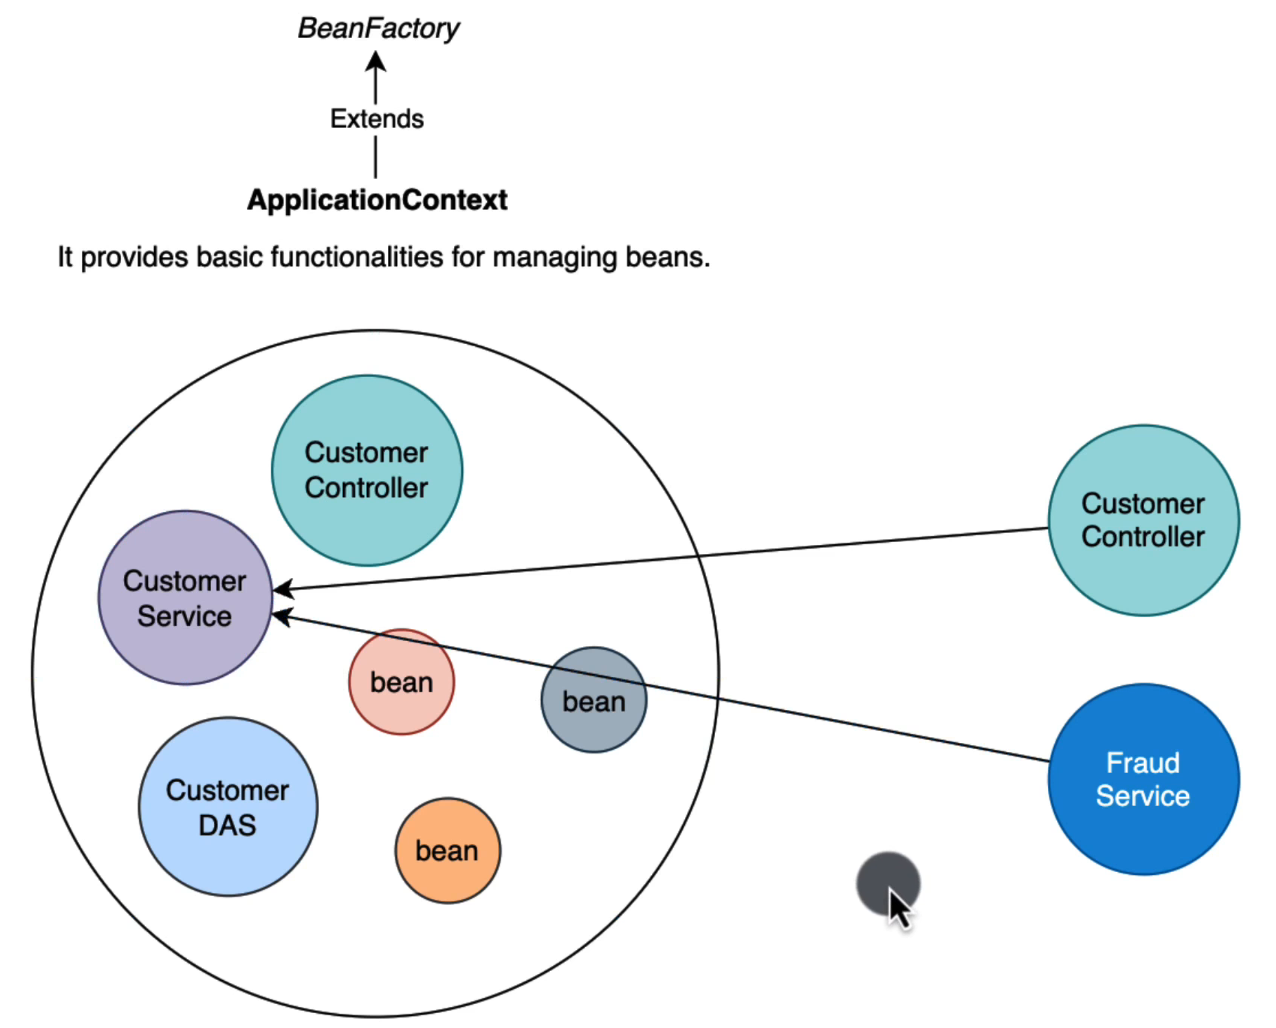 BeanFactory
Extends
ApplicationContext
It provides basic functionalities for managing beans.
Customer
Controller
Customer
Service
bean
bean
Customer
DAS
bean
Customer
Controller
Fraud
Service